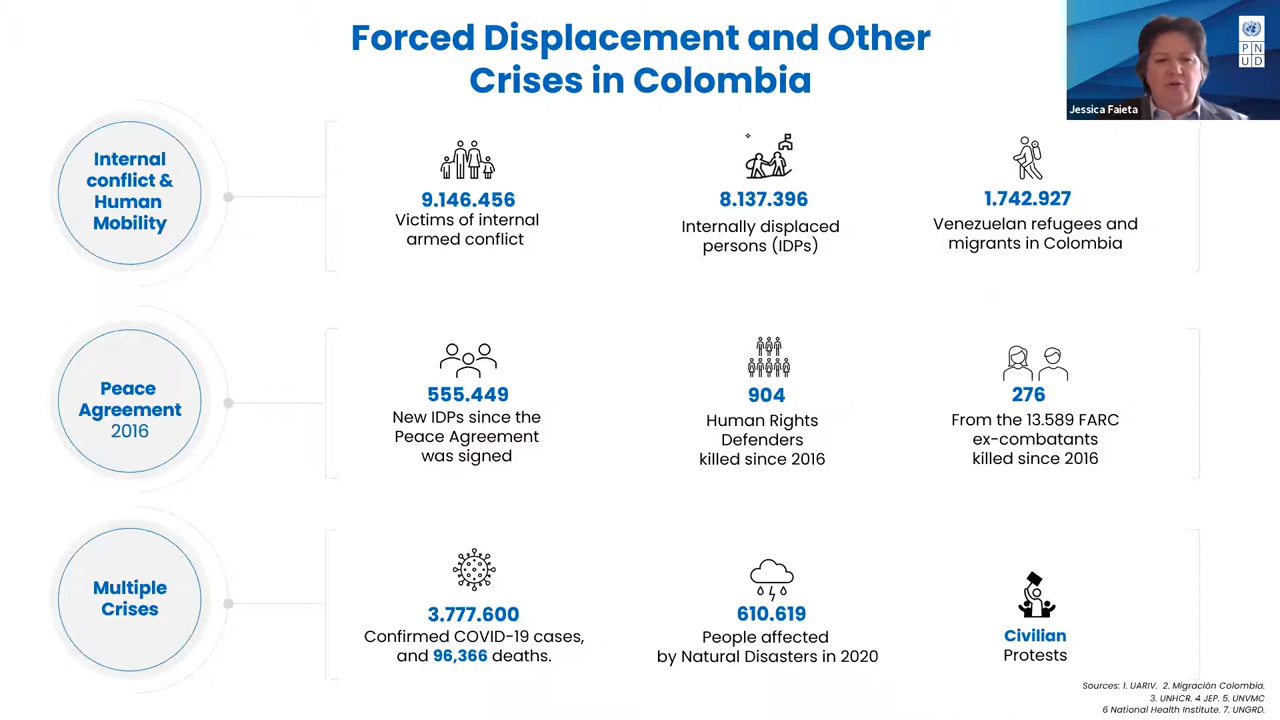 Forced Displacement and Other
Crises in Colombia
PN
UD
Jessica Faieta
Internal
conflict &
Human
Mobility
9.146.456
Victims of internal
armed conflict
8.137.396
Internally displaced
persons (IDPs)
1.742.927
Venezuelan refugees and
migrants in Colombia
Peace
Agreement
2016
555.449
New IDPs since the
Peace Agreement
was signed
904
Human Rights
Defenders
killed since 2016
276
From the 13.589 FARC
ex-combatants
killed since 2016
Multiple
Crises
3.777.600
Confirmed COVID-19 cases,
and 96,366 deaths.
610.619
People affected
by Natural Disasters in 2020
Civilian
Protests
Sources: 1. UARIV. 2. Migración Colombia.
3. UNHCR. 4 JEP. 5. UNVMC
6 National Health Institute. 7. UNGRD.